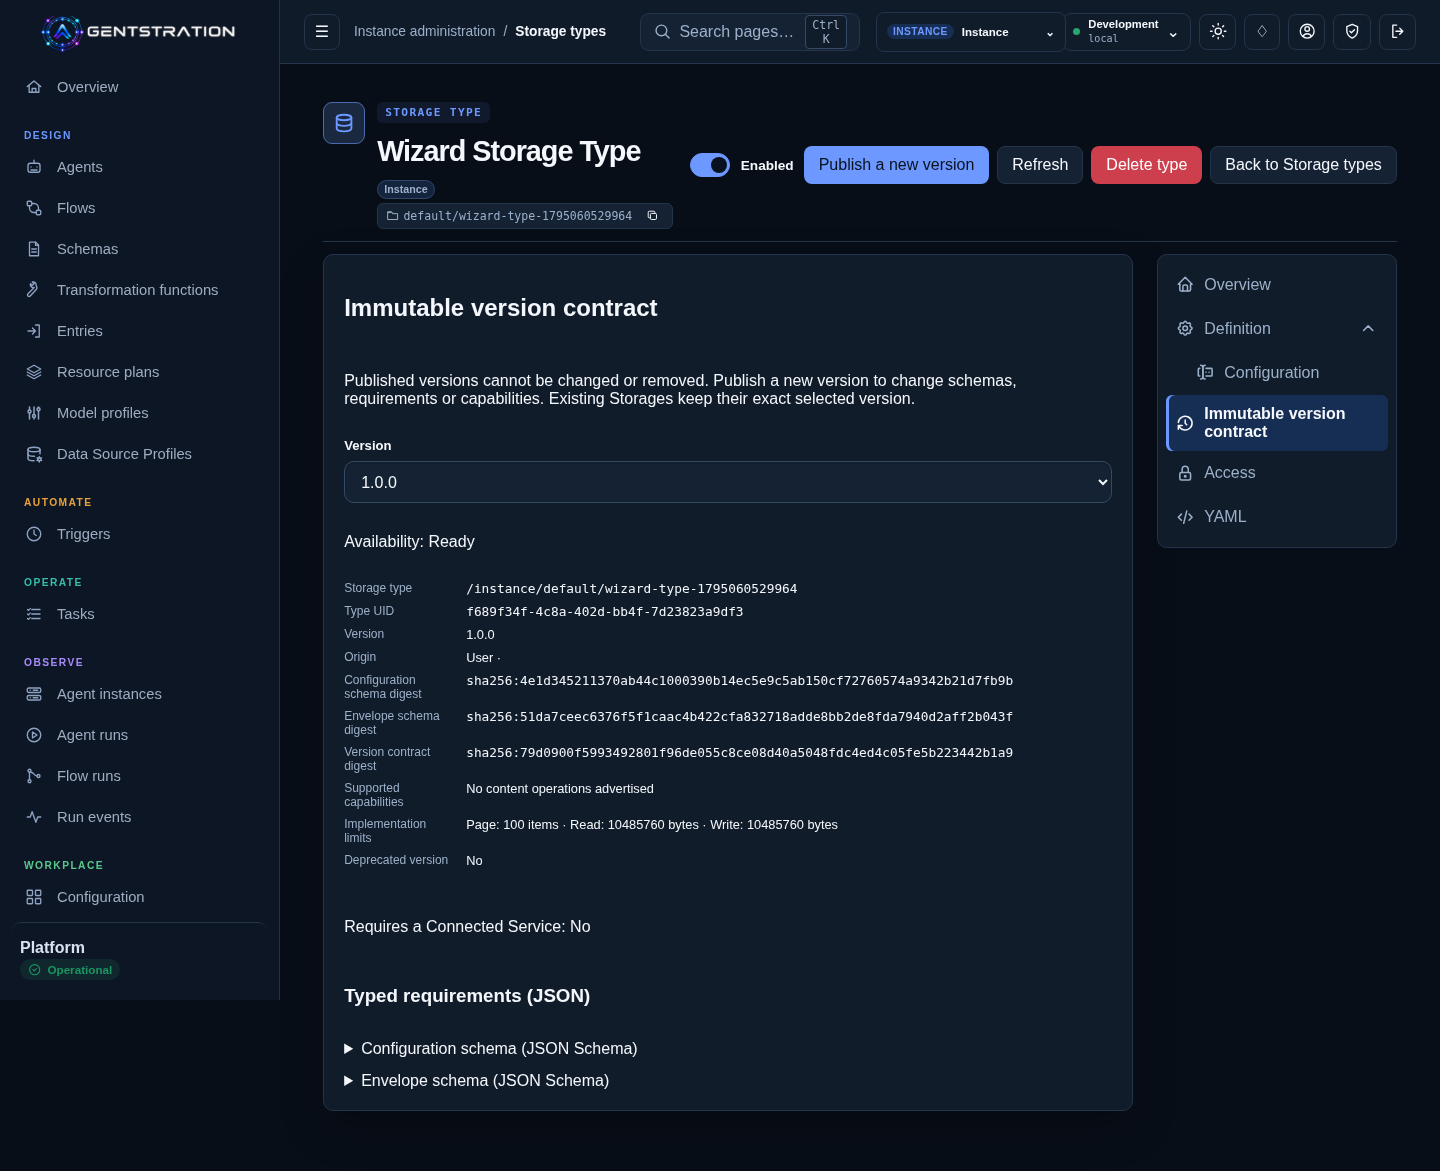 GENTSTRATION
Overview
DESIGN
Agents
Flows
Schemas
Transformation functions
Entries
Resource plans
Model profiles
Data Source Profiles
AUTOMATE
Triggers
OPERATE
Tasks
OBSERVE
Agent instances
Agent runs
Flow runs
Run events
WORKPLACE
Configuration
Platform
Operational
Instance administration / Storage types
Search pages…
Ctrl
K
INSTANCE Instance
Development
local
STORAGE TYPE
Wizard Storage Type
Instance
default/wizard-type-1795060529964
Enabled
Publish a new version
Refresh
Delete type
Back to Storage types
Immutable version contract
Published versions cannot be changed or removed. Publish a new version to change schemas,
requirements or capabilities. Existing Storages keep their exact selected version.
Version
1.0.0
Availability: Ready
Storage type /instance/default/wizard-type-1795060529964
Type UID f689f34f-4c8a-402d-bb4f-7d23823a9df3
Version 1.0.0
Origin User ·
Configuration
schema digest sha256:4e1d345211370ab44c1000390b14ec5e9c5ab150cf72760574a9342b21d7fb9b
Envelope schema
digest sha256:51da7ceec6376f5f1caac4b422cfa832718adde8bb2de8fda7940d2aff2b043f
Version contract
digest sha256:79d0900f5993492801f96de055c8ce08d40a5048fdc4ed4c05fe5b223442b1a9
Supported
capabilities No content operations advertised
Implementation
limits Page: 100 items · Read: 10485760 bytes · Write: 10485760 bytes
Deprecated version No
Requires a Connected Service: No
Typed requirements (JSON)
Configuration schema (JSON Schema)
Envelope schema (JSON Schema)
Overview
Definition
Configuration
Immutable version
contract
Access
YAML